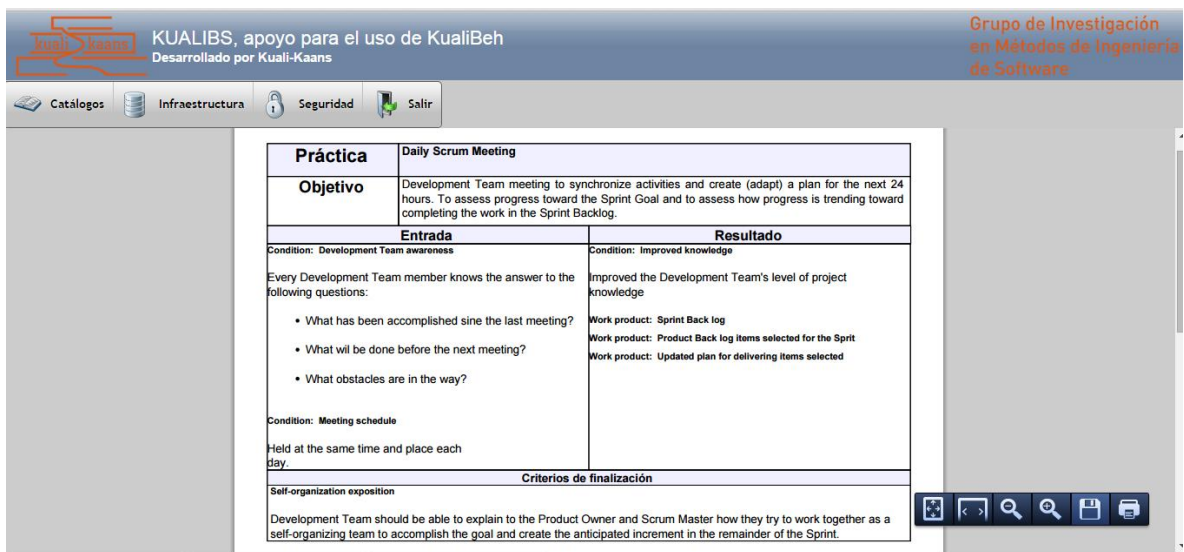 kuali kaans
KUALIBS, apoyo para el uso de KualiBeh
Desarrollado por Kuali-Kaans
Grupo de Investigación
en Métodos de Ingeniería
de Software
Catálogos Infraestructura Seguridad Salir
Práctica
Daily Scrum Meeting
Objetivo
Development Team meeting to synchronize activities and create (adapt) a plan for the next 24
hours. To assess progress toward the Sprint Goal and to assess how progress is trending toward
completing the work in the Sprint Backlog.
Entrada
Condition: Development Team awareness
Every Development Team member knows the answer to the
following questions:
• What has been accomplished sine the last meeting?
• What wil be done before the next meeting?
• What obstacles are in the way?
Condition: Meeting schedule
Held at the same time and place each
day.
Resultado
Condition: Improved knowledge
Improved the Development Team's level of project
knowledge
Work product: Sprint Back log
Work product: Product Back log items selected for the Sprit
Work product: Updated plan for delivering items selected
Criterios de finalización
Self-organization exposition
Development Team should be able to explain to the Product Owner and Scrum Master how they try to work together as a
self-organizing team to accomplish the goal and create the anticipated increment in the remainder of the Sprint.